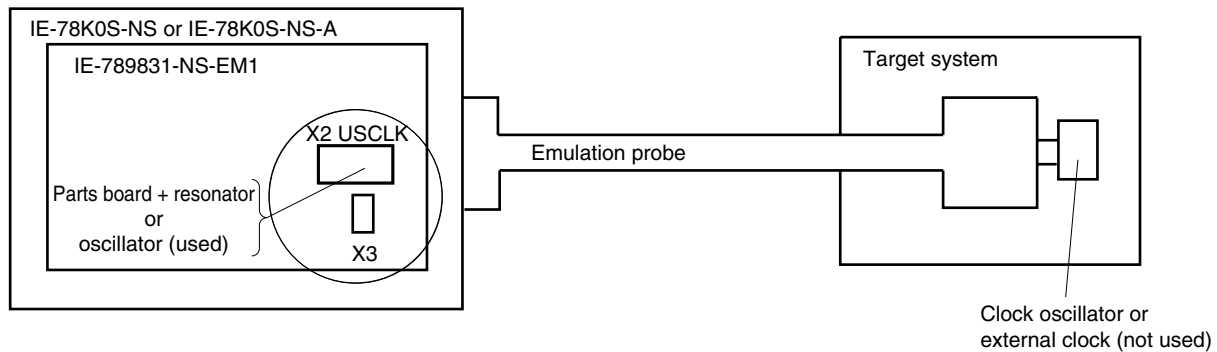 IE-78K0S-NS or IE-78K0S-NS-A
IE-789831-NS-EM1
X2 USCLK
Parts board + resonator
or
oscillator (used)
X3
Emulation probe
Target system
Clock oscillator or
external clock (not used)